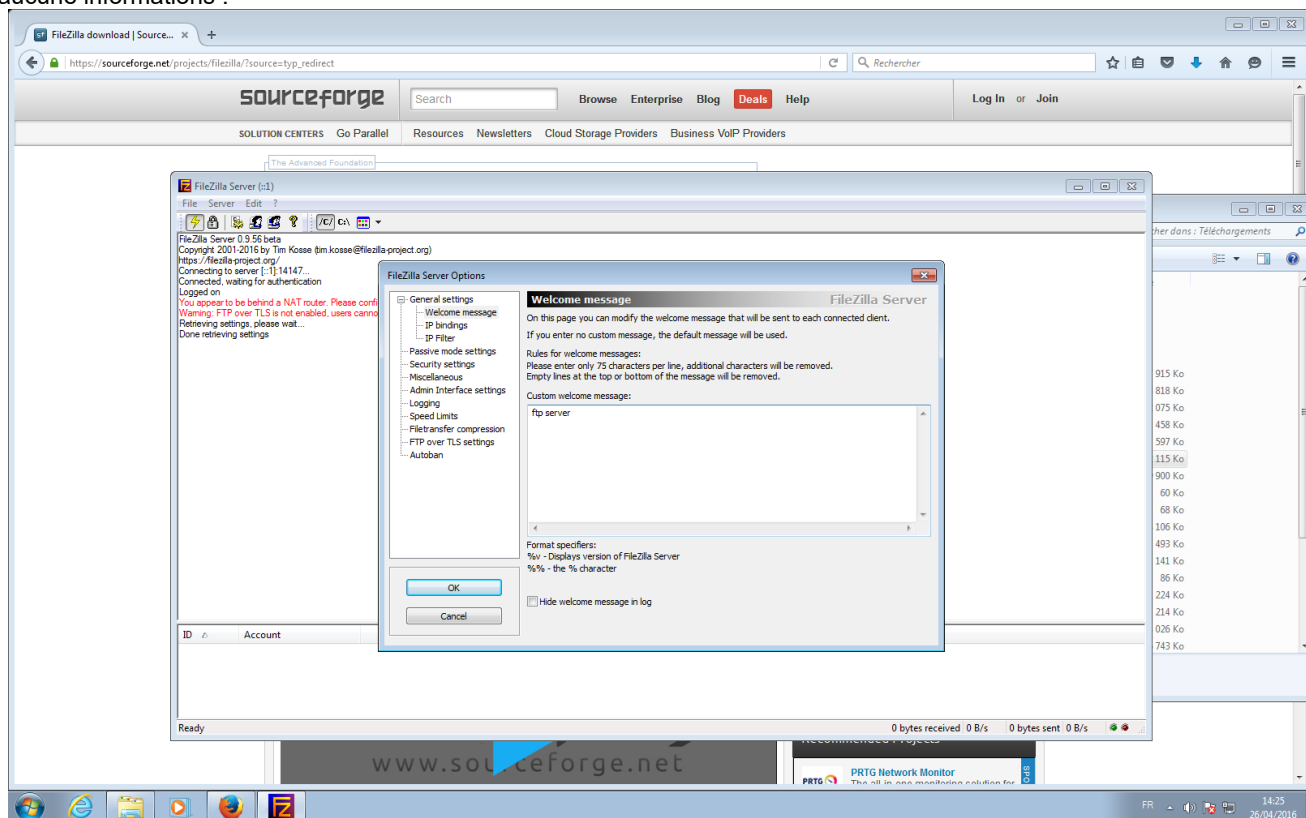 aucune informations .
FileZilla download | Source...
https://sourceforge.net/projects/filezilla/?source=typ_redirect
Rechercher
sourceforge
Search
Browse Enterprise Blog Deals Help
Log In or Join
SOLUTION CENTERS Go Parallel Resources Newsletters Cloud Storage Providers Business VoIP Providers
The Advanced Foundation
FileZilla Server (::1)
File Server Edit ?
/C/ C:\
FileZilla Server 0.9.56 beta
Copyright 2001-2016 by Tim Kosse (tim.kosse@filezilla-project.org)
https://filezilla-project.org/
Connecting to server [::1]:14147...
Connected, waiting for authentication
Logged on
You appear to be behind a NAT router. Please confi
Warning: FTP over TLS is not enabled, users canno
Retrieving settings, please wait...
Done retrieving settings
FileZilla Server Options
General settings
Welcome message
IP bindings
IP Filter
Passive mode settings
Security settings
Miscellaneous
Admin Interface settings
Logging
Speed Limits
Filetransfer compression
FTP over TLS settings
Autoban
OK
Cancel
Welcome message
FileZilla Server
On this page you can modify the welcome message that will be sent to each connected client.
If you enter no custom message, the default message will be used.
Rules for welcome messages:
Please enter only 75 characters per line, additional characters will be removed.
Empty lines at the top or bottom of the message will be removed.
Custom welcome message:
ftp server
Format specifiers:
%v - Displays version of FileZilla Server
%% - the % character
Hide welcome message in log
ID Account
Ready
0 bytes received 0 B/s 0 bytes sent 0 B/s
cher dans : Téléchargements
915 Ko
818 Ko
075 Ko
458 Ko
597 Ko
115 Ko
900 Ko
60 Ko
68 Ko
106 Ko
493 Ko
141 Ko
86 Ko
224 Ko
214 Ko
026 Ko
743 Ko
www.sourceforge.net
Recommended Projects
PRTG
PRTG Network Monitor
The all-in-one monitoring solution for
SPO
FR
14:25
26/04/2016